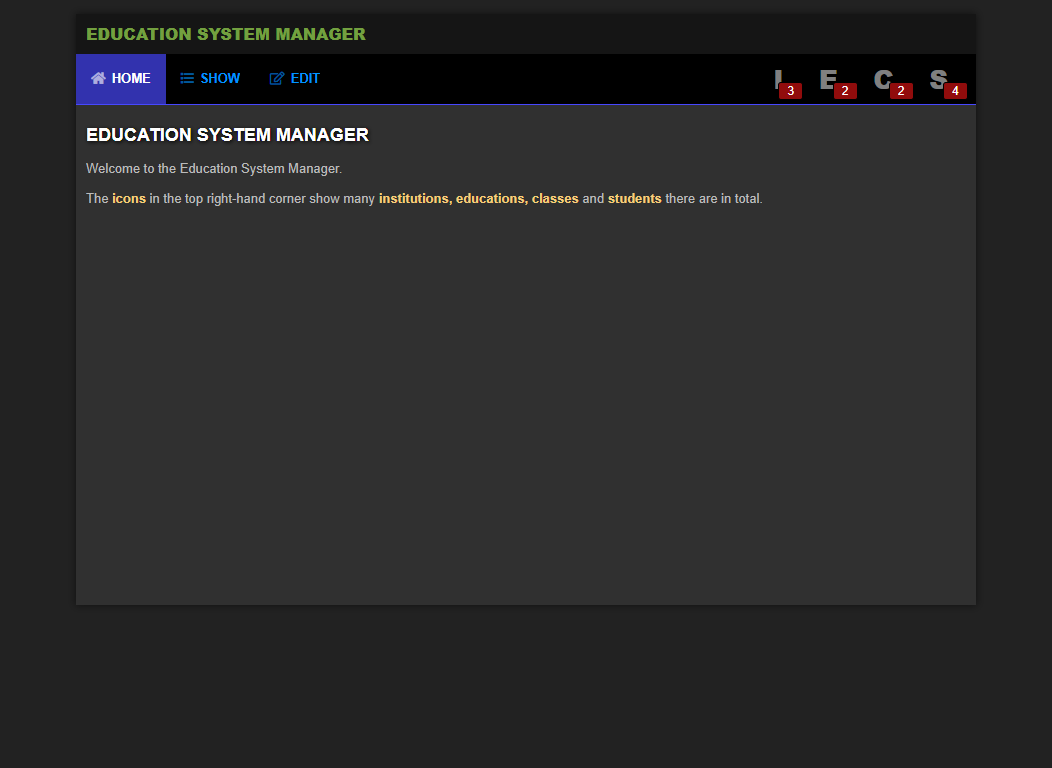 EDUCATION SYSTEM MANAGER
HOME SHOW EDIT I 3 E 2 C 2 S 4
EDUCATION SYSTEM MANAGER
Welcome to the Education System Manager.
The icons in the top right-hand corner show many institutions, educations, classes and students there are in total.